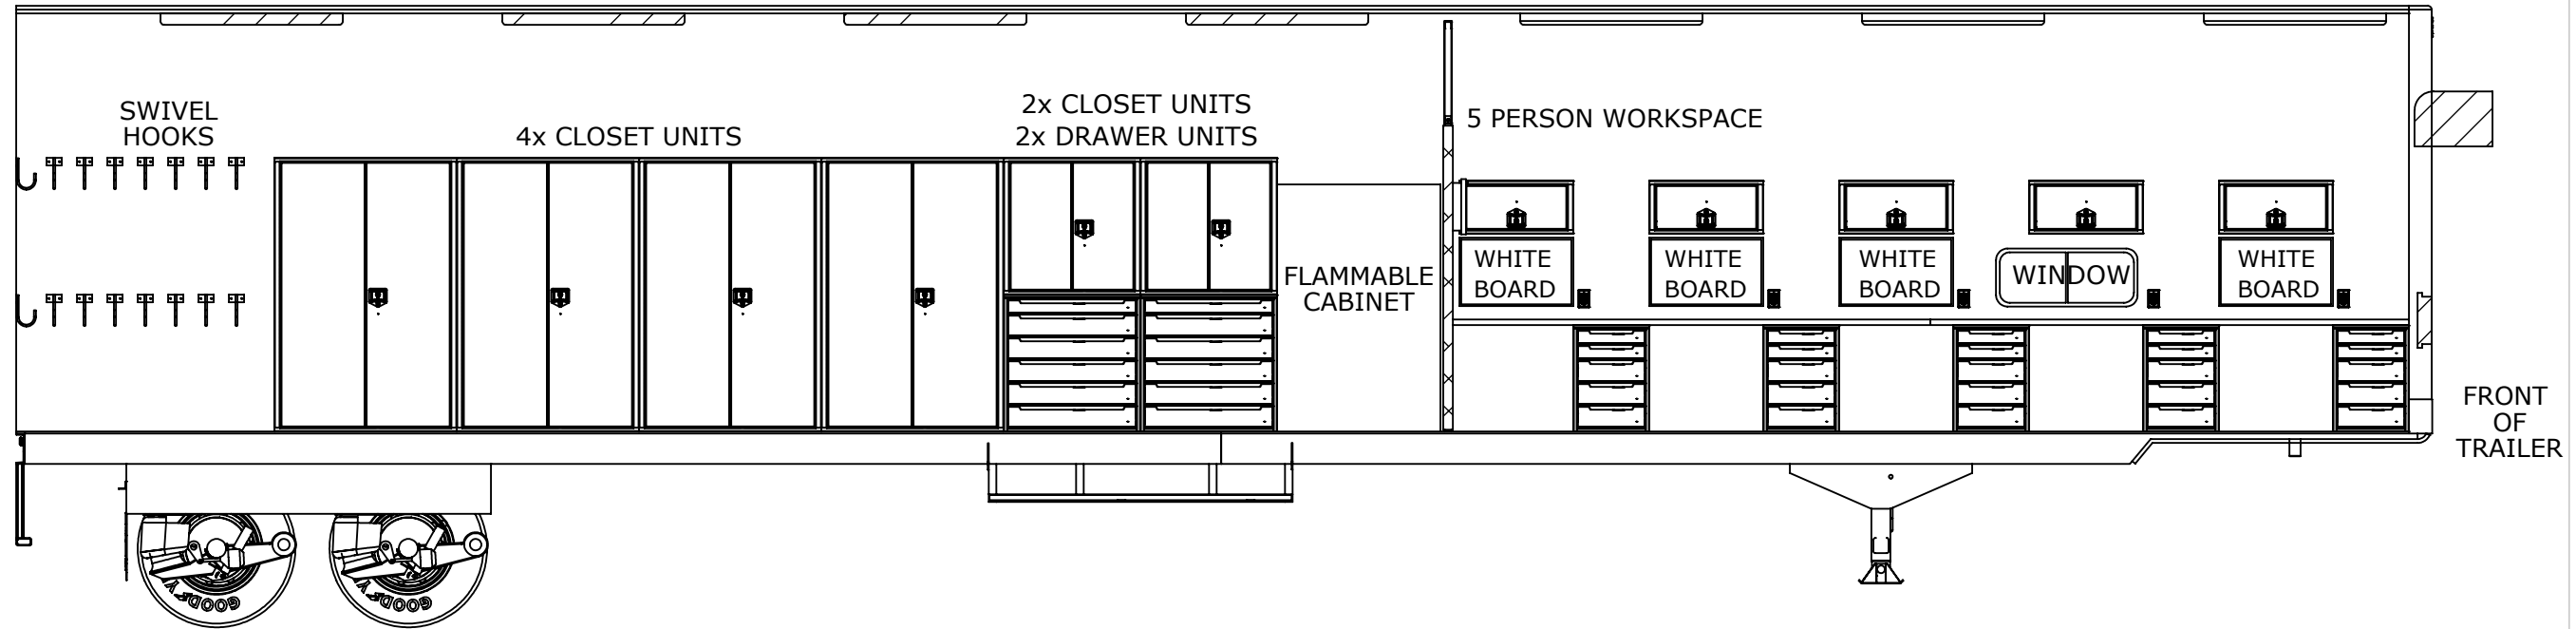 SWIVEL
HOOKS
4x CLOSET UNITS
2x CLOSET UNITS
2x DRAWER UNITS
FLAMMABLE
CABINET
5 PERSON WORKSPACE
WHITE
BOARD
WHITE
BOARD
WHITE
BOARD
WINDOW
WHITE
BOARD
FRONT
OF
TRAILER